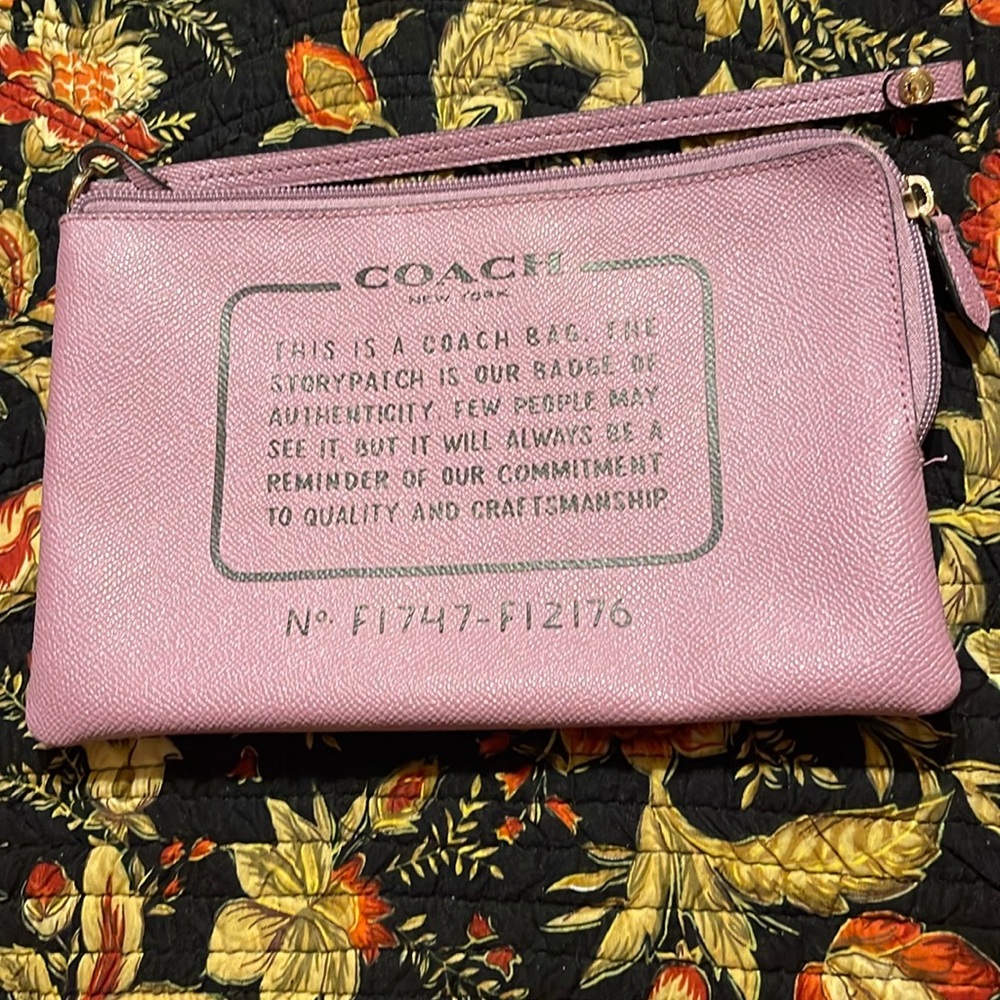 COACH
NEW YORK
THIS IS A COACH BAG. THE
STORYPATCH IS OUR BADGE OF
AUTHENTICITY. FEW PEOPLE MAY
SEE IT, BUT IT WILL ALWAYS BE A
REMINDER OF OUR COMMITMENT
TO QUALITY AND CRAFTSMANSHIP.
Nº. F1747-F12176